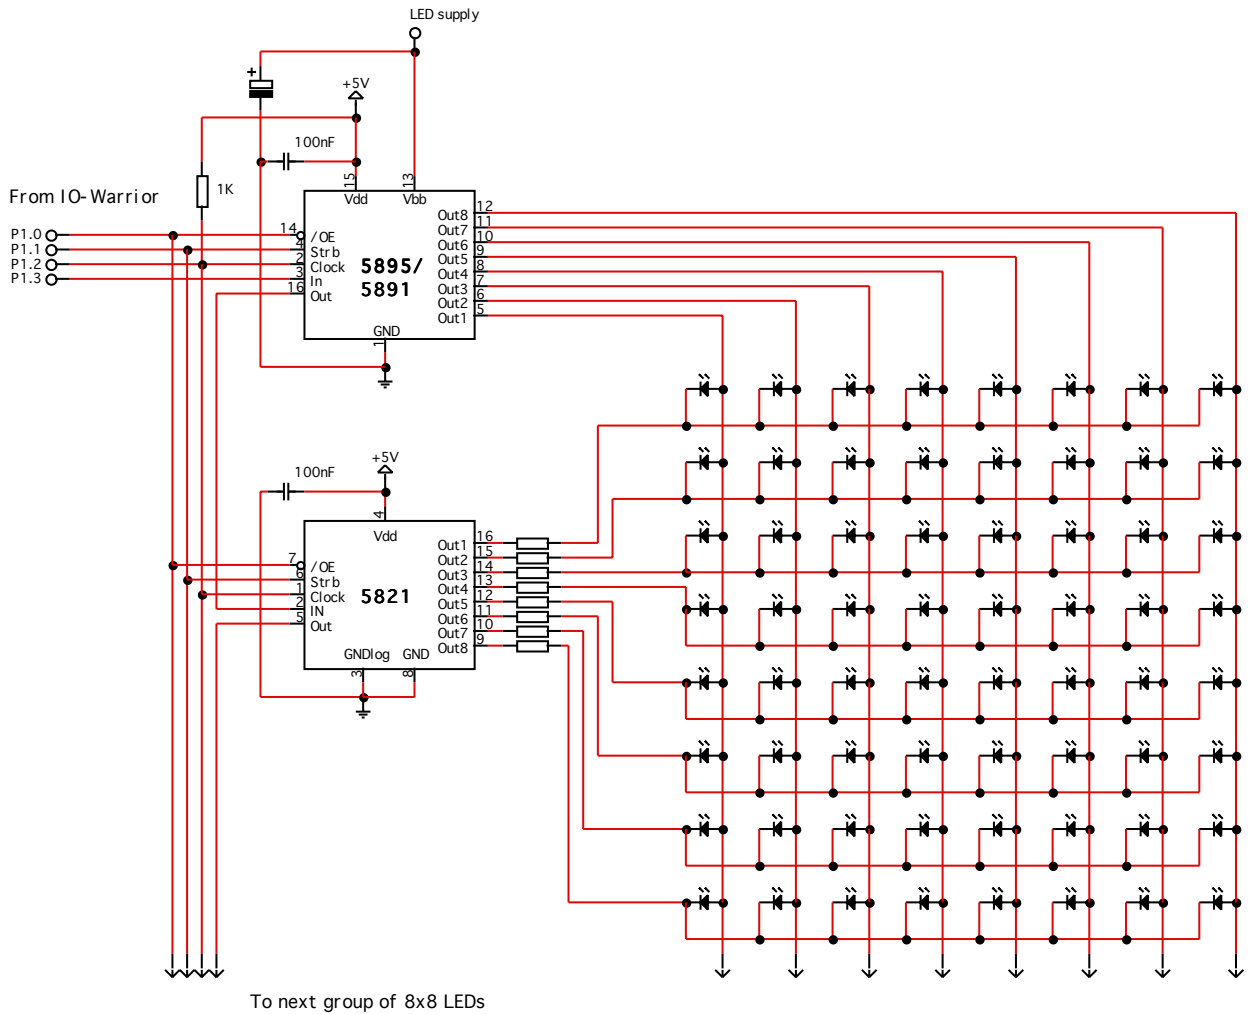 LED supply
+
+5V
100nF
1K
From IO-Warrior
15
13
Vdd
Vbb
P1.0
P1.1
P1.2
P1.3
14
4
2
3
16
/OE
Strb
Clock
In
Out
5895/
5891
Out8
Out7
Out6
Out5
Out4
Out3
Out2
Out1
12
11
10
9
8
7
6
5
GND
1
+5V
100nF
4
Vdd
7
6
1
2
5
/OE
Strb
Clock
IN
Out
5821
Out1
Out2
Out3
Out4
Out5
Out6
Out7
Out8
16
15
14
13
12
11
10
9
GNDlog
GND
3
8
To next group of 8x8 LEDs